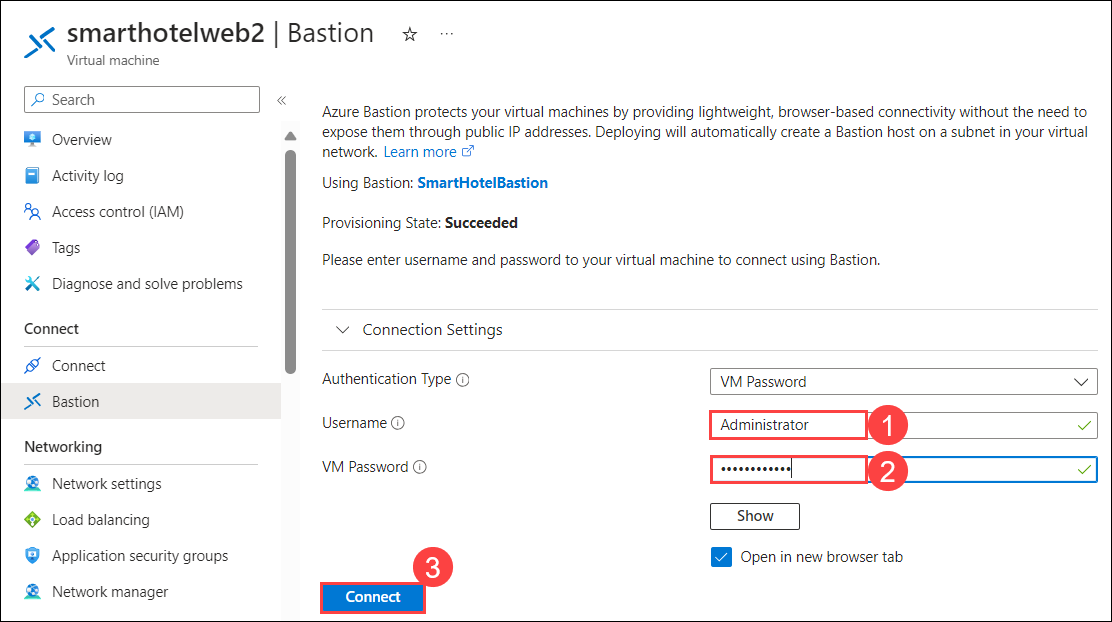 smarthotelweb2 | Bastion
Virtual machine
Search
Overview
Activity log
Access control (IAM)
Tags
Diagnose and solve problems
Connect
Connect
Bastion
Networking
Network settings
Load balancing
Application security groups
Network manager
Azure Bastion protects your virtual machines by providing lightweight, browser-based connectivity without the need to
expose them through public IP addresses. Deploying will automatically create a Bastion host on a subnet in your virtual
network. Learn more
Using Bastion: SmartHotelBastion
Provisioning State: Succeeded
Please enter username and password to your virtual machine to connect using Bastion.
Connection Settings
Authentication Type
VM Password
Username
Administrator
1
VM Password
••••••••••••
2
Show
Open in new browser tab
3
Connect